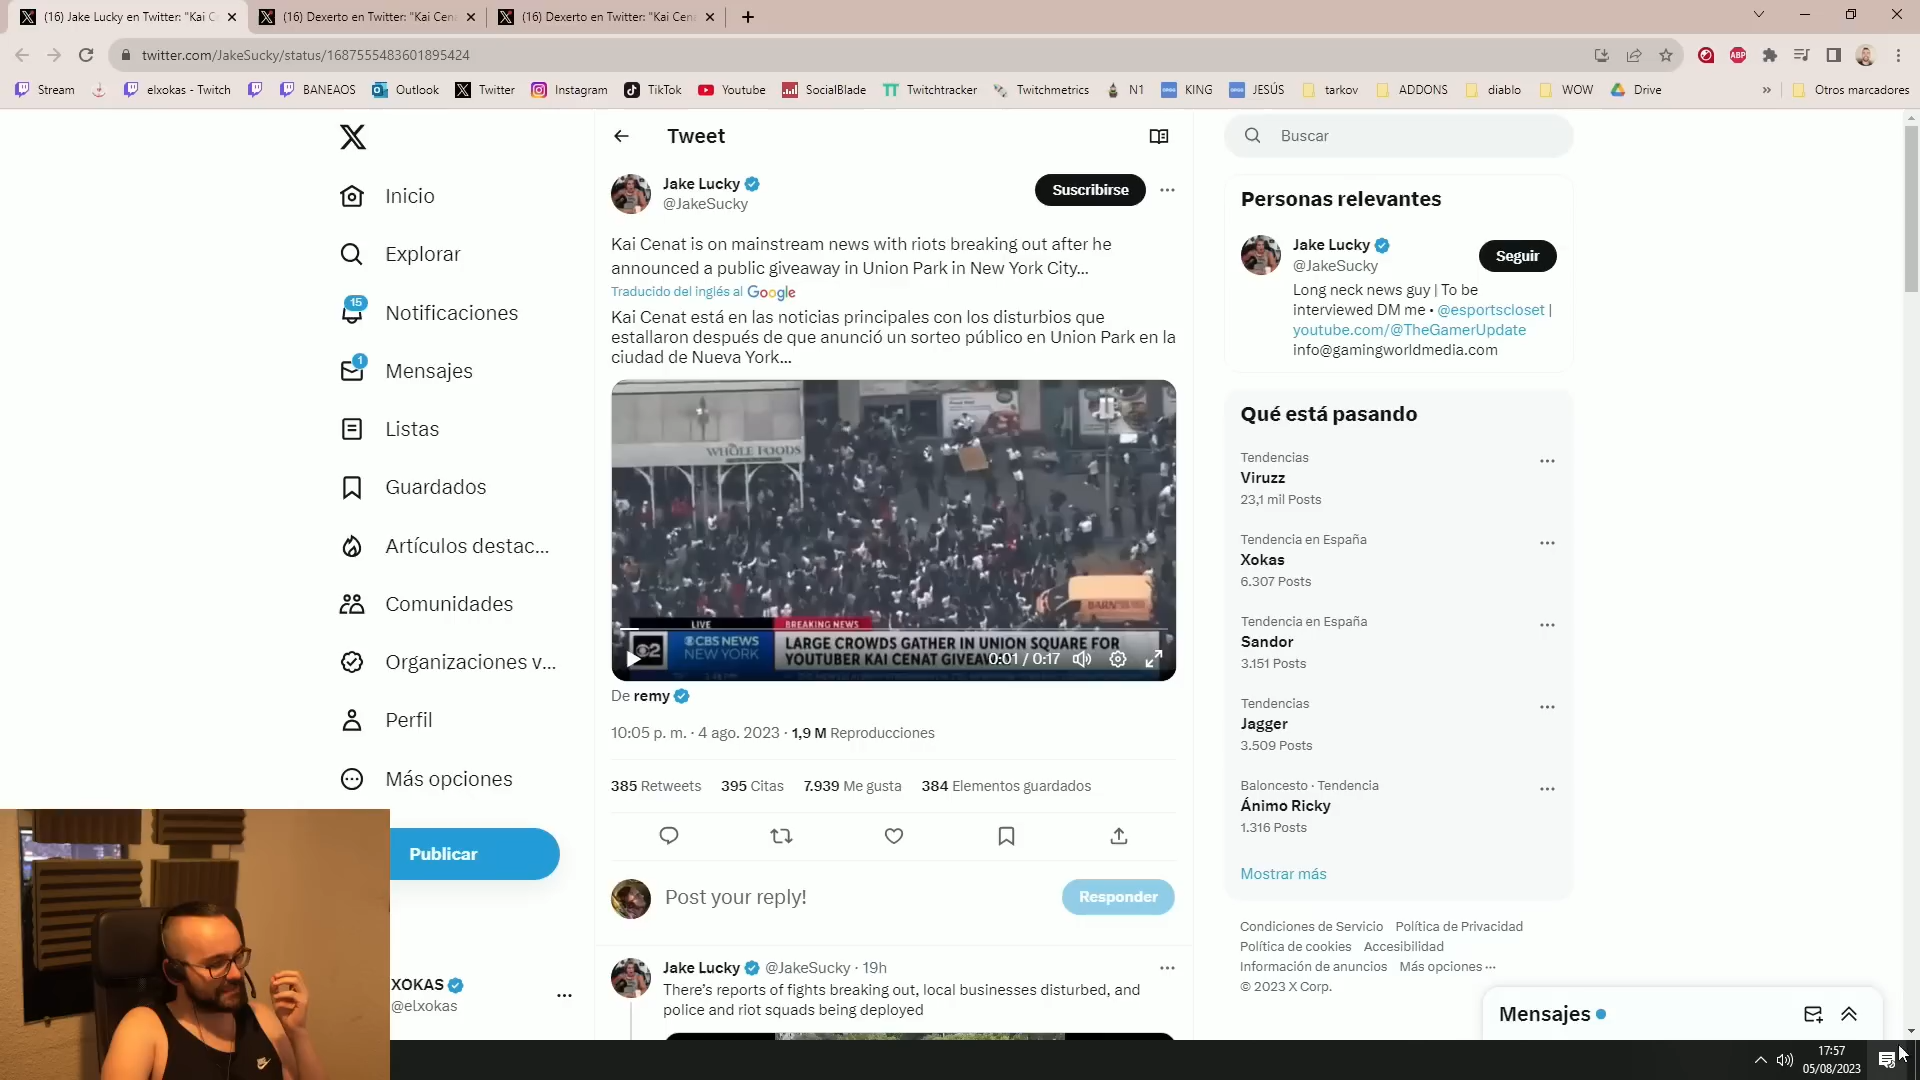 (16) Jake Lucky en Twitter: "Kai C
(16) Dexerto en Twitter: "Kai Cena
(16) Dexerto en Twitter: "Kai Cen
twitter.com/JakeSucky/status/1687555483601895424
Stream
elxokas - Twitch
BANEAOS
Outlook
Twitter
Instagram
TikTok
Youtube
SocialBlade
Twitchtracker
Twitchmetrics
N1
KING
JESÚS
tarkov
ADDONS
diablo
WOW
Drive
Otros marcadores
ABP
Inicio
Explorar
15
Notificaciones
1
Mensajes
Listas
Guardados
Artículos destac...
Comunidades
Organizaciones v...
Perfil
Más opciones
Publicar
XOKAS
@elxokas
Tweet
Jake Lucky
@JakeSucky
Suscribirse
Kai Cenat is on mainstream news with riots breaking out after he
announced a public giveaway in Union Park in New York City...
Traducido del inglés al Google
Kai Cenat está en las noticias principales con los disturbios que
estallaron después de que anunció un sorteo público en Union Park en la
ciudad de Nueva York...
WHOLE FOODS
LIVE
BREAKING NEWS
2
CBS NEWS
NEW YORK
LARGE CROWDS GATHER IN UNION SQUARE FOR
YOUTUBER KAI CENAT GIVEAW
0:01 / 0:17
De remy
10:05 p. m. · 4 ago. 2023 · 1,9 M Reproducciones
385 Retweets 395 Citas 7.939 Me gusta 384 Elementos guardados
Post your reply!
Responder
Jake Lucky @JakeSucky · 19h
There's reports of fights breaking out, local businesses disturbed, and
police and riot squads being deployed
Buscar
Personas relevantes
Jake Lucky
@JakeSucky
Seguir
Long neck news guy | To be
interviewed DM me • @esportscloset |
youtube.com/@TheGamerUpdate
info@gamingworldmedia.com
Qué está pasando
Tendencias
Viruzz
23,1 mil Posts
Tendencia en España
Xokas
6.307 Posts
Tendencia en España
Sandor
3.151 Posts
Tendencias
Jagger
3.509 Posts
Baloncesto · Tendencia
Ánimo Ricky
1.316 Posts
Mostrar más
Condiciones de Servicio Política de Privacidad
Política de cookies Accesibilidad
Información de anuncios Más opciones ···
© 2023 X Corp.
Mensajes
17:57
05/08/2023